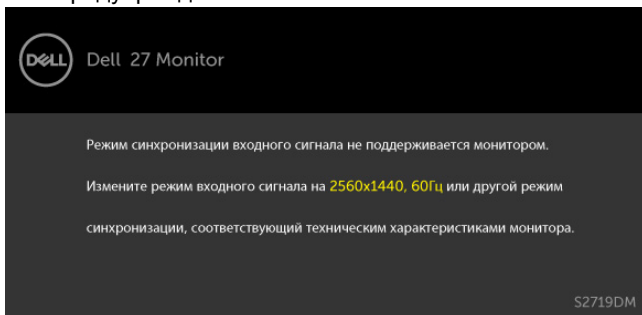 DELL Dell 27 Monitor
Режим синхронизации входного сигнала не поддерживается монитором.
Измените режим входного сигнала на 2560x1440, 60Гц или другой режим
синхронизации, соответствующий техническим характеристиками монитора.
S2719DM